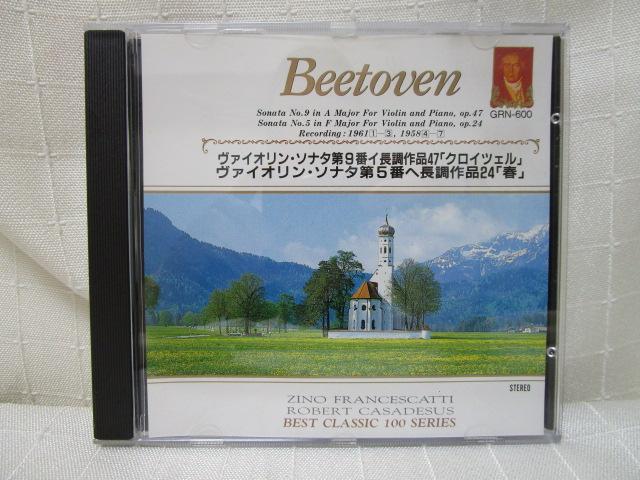 Beetoven
GRN-600
Sonata No.9 in A Major For Violin and Piano, op.47
Sonata No.5 in F Major For Violin and Piano, op.24
Recording : 1961①-③, 1958④-⑦
ヴァイオリン・ソナタ第9番イ長調作品47「クロイツェル」
ヴァイオリン・ソナタ第5番ヘ長調作品24「春」
STEREO
ZINO FRANCESCATTI
ROBERT CASADESUS
BEST CLASSIC 100 SERIES